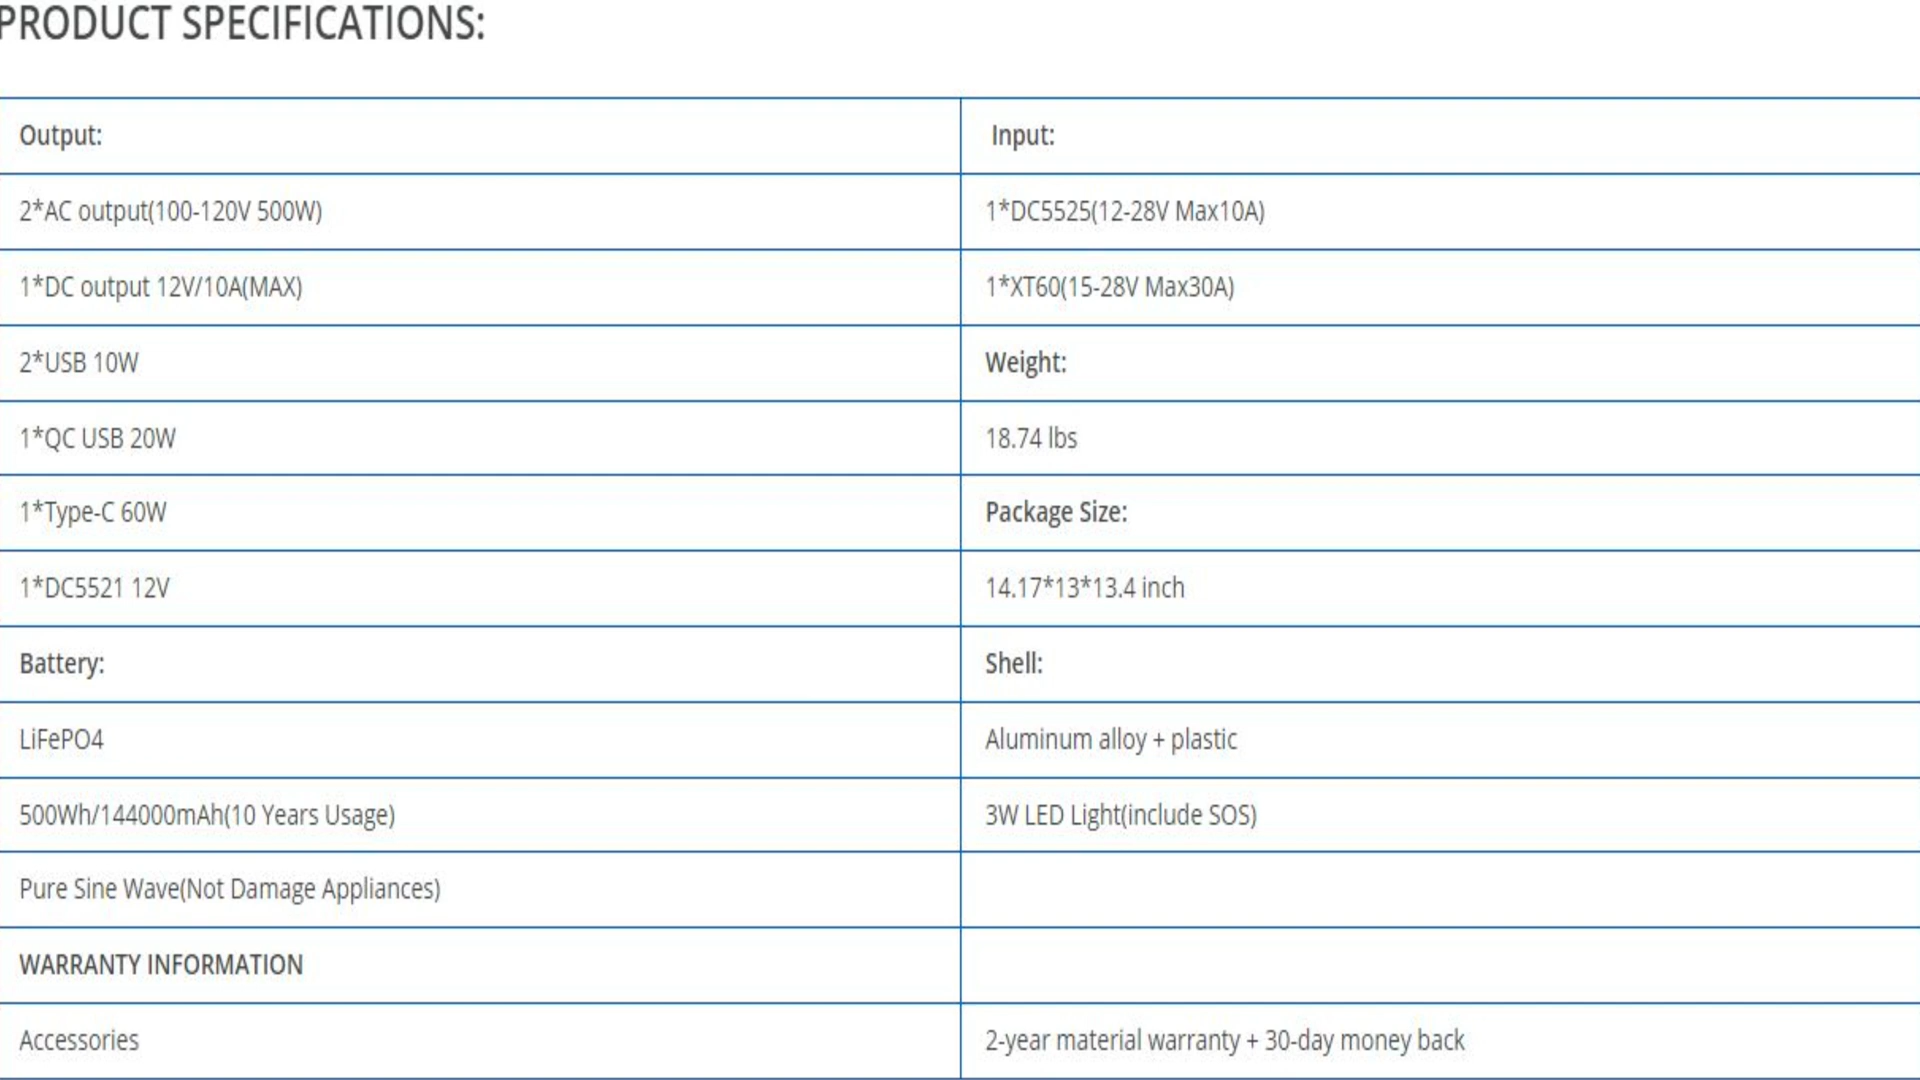 PRODUCT SPECIFICATIONS:
Output: Input:
2*AC output(100-120V 500W) 1*DC5525(12-28V Max10A)
1*DC output 12V/10A(MAX) 1*XT60(15-28V Max30A)
2*USB 10W Weight:
1*QC USB 20W 18.74 lbs
1*Type-C 60W Package Size:
1*DC5521 12V 14.17*13*13.4 inch
Battery: Shell:
LiFePO4 Aluminum alloy + plastic
500Wh/144000mAh(10 Years Usage) 3W LED Light(include SOS)
Pure Sine Wave(Not Damage Appliances)
WARRANTY INFORMATION
Accessories 2-year material warranty + 30-day money back